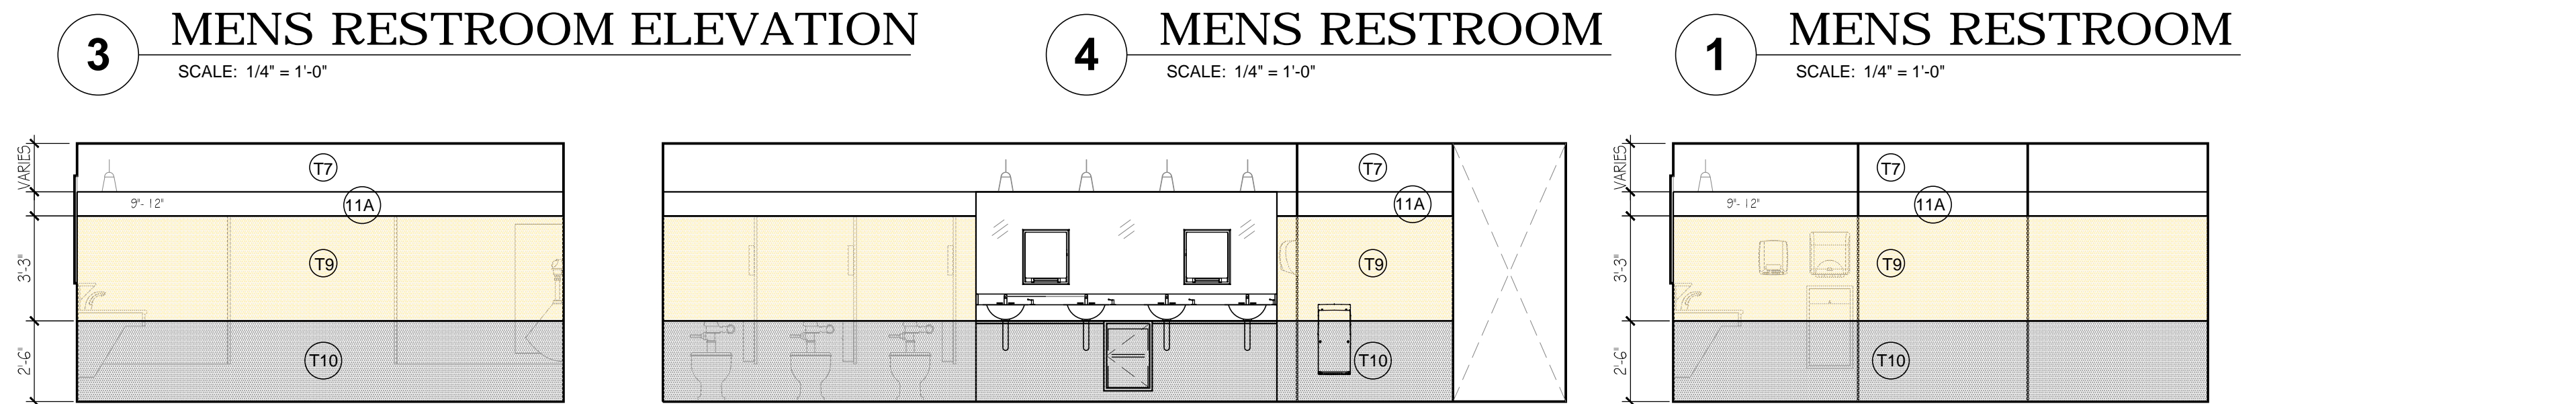 3 MENS RESTROOM ELEVATION
SCALE: 1/4" = 1'-0"
4 MENS RESTROOM
SCALE: 1/4" = 1'-0"
1 MENS RESTROOM
SCALE: 1/4" = 1'-0"
VARIES
3'-3"
2'-6"
T7
9"- 12"
11A
T9
T10
T7
11A
T9
T10
VARIES
3'-3"
2'-6"
T7
9"- 12"
11A
T9
T10